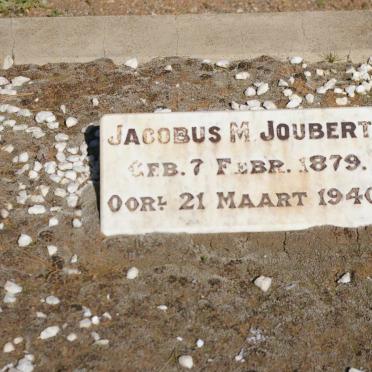 JACOBUS M JOUBERT
GEB. 7 FEBR. 1879.
OORL 21 MAART 1940